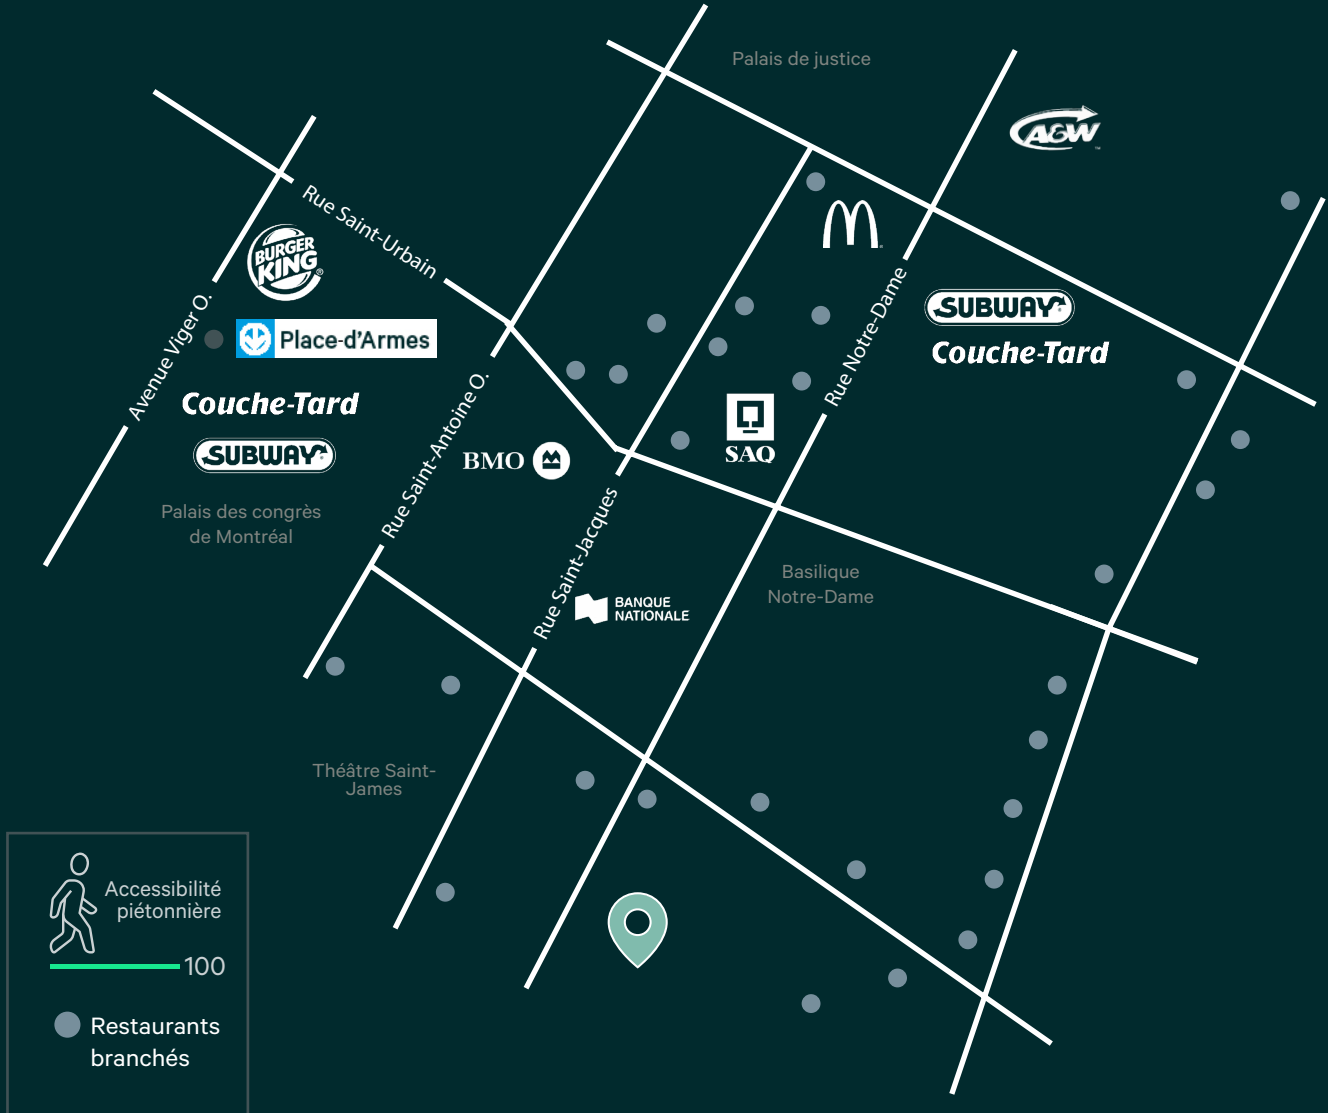 Palais de justice
A&W
Rue Saint-Urbain
BURGER
KING
Avenue Viger O.
Place-d'Armes
Couche-Tard
SUBWAY
Palais des congrès
de Montréal
Rue Saint-Antoine O.
BMO
Rue Saint-Jacques
SAQ
Rue Notre-Dame
SUBWAY
Couche-Tard
BANQUE
NATIONALE
Basilique
Notre-Dame
Théâtre Saint-
James
Accessibilité
piétonnière
100
Restaurants
branchés